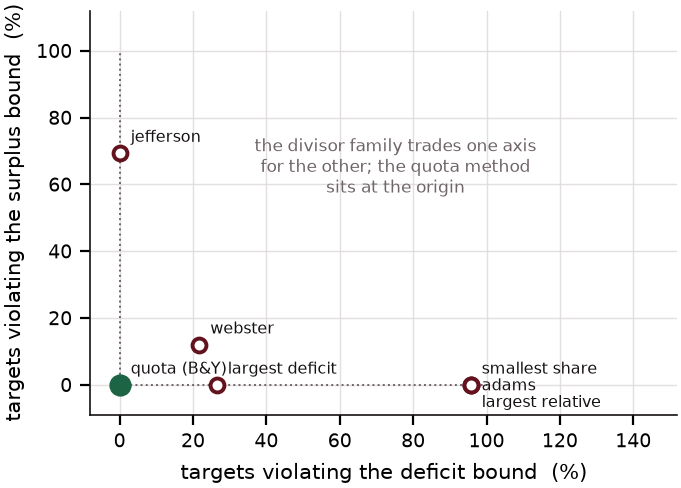 targets violating the surplus bound (%)
100
80
60
40
20
0
jefferson
the divisor family trades one axis
for the other; the quota method
sits at the origin
webster
quota (B&Y)
largest deficit
smallest share
adams
largest relative
0
20
40
60
80
100
120
140
targets violating the deficit bound (%)